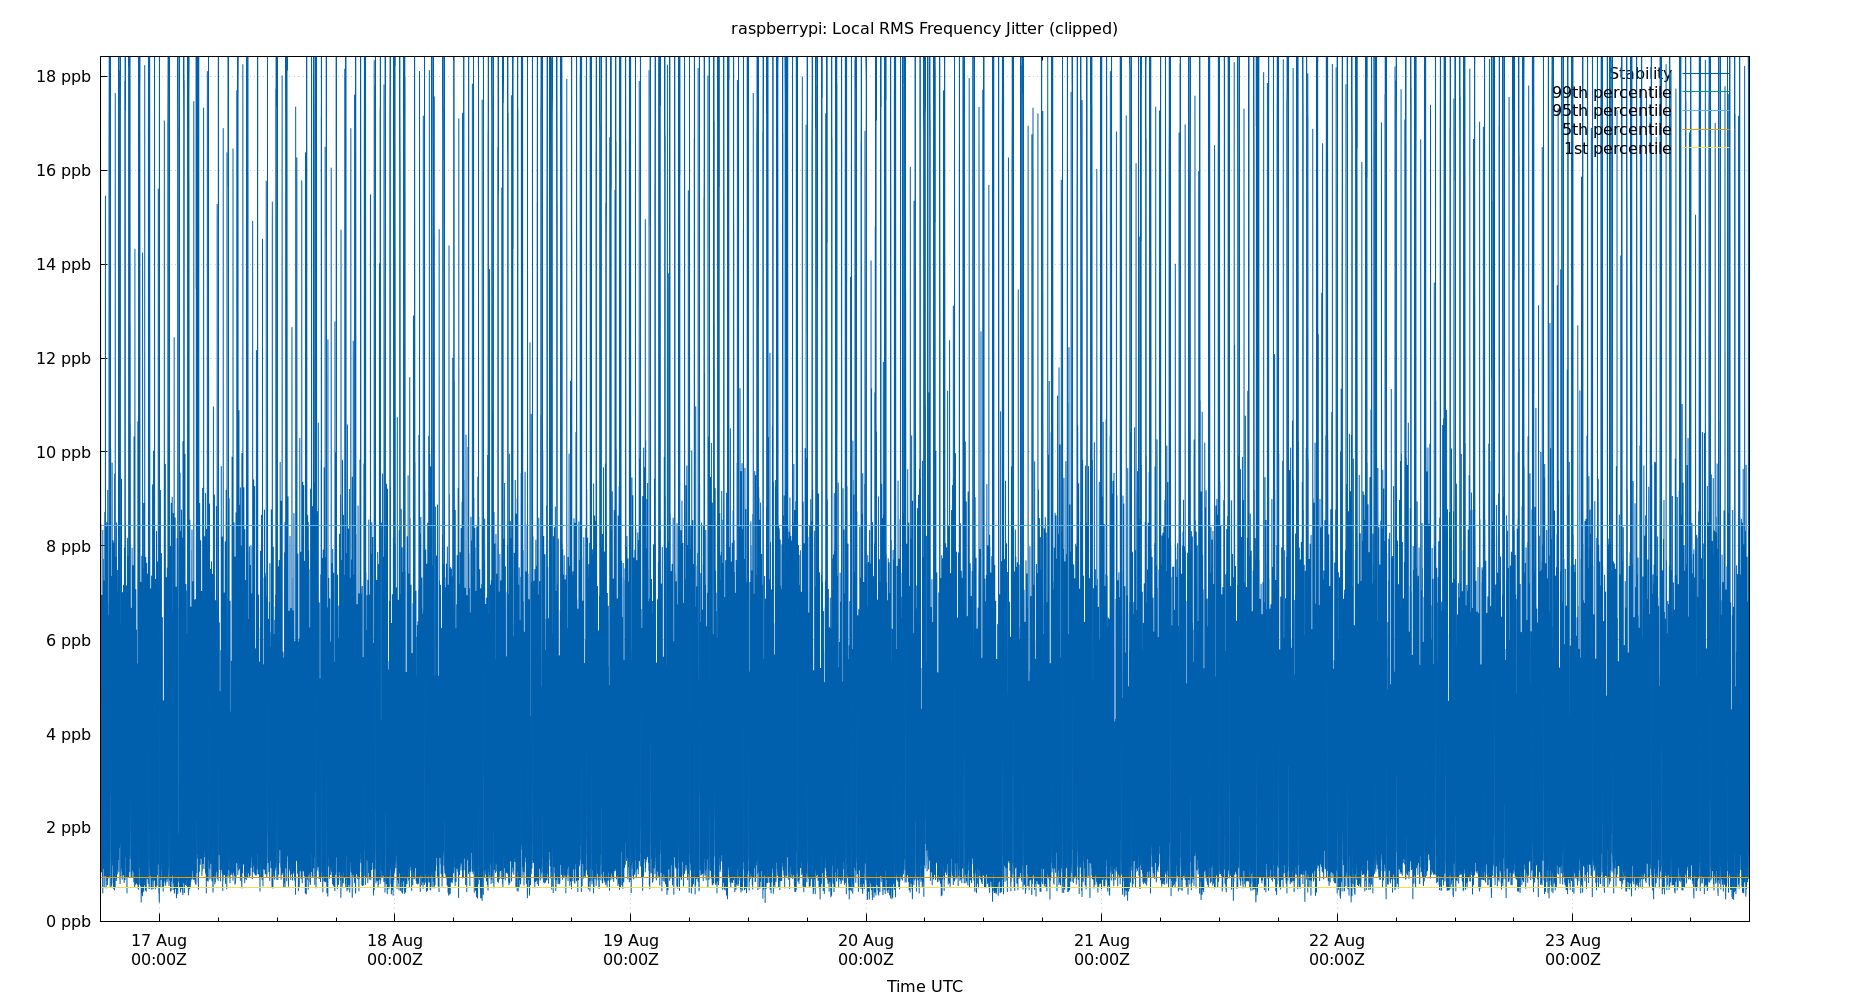 raspberrypi: Local RMS Frequency Jitter (clipped)
18 ppb
16 ppb
14 ppb
12 ppb
10 ppb
8 ppb
6 ppb
4 ppb
2 ppb
0 ppb
Stability
99th percentile
95th percentile
5th percentile
1st percentile
17 Aug 18 Aug 19 Aug 20 Aug 21 Aug 22 Aug 23 Aug
00:00Z 00:00Z 00:00Z 00:00Z 00:00Z 00:00Z 00:00Z
Time UTC